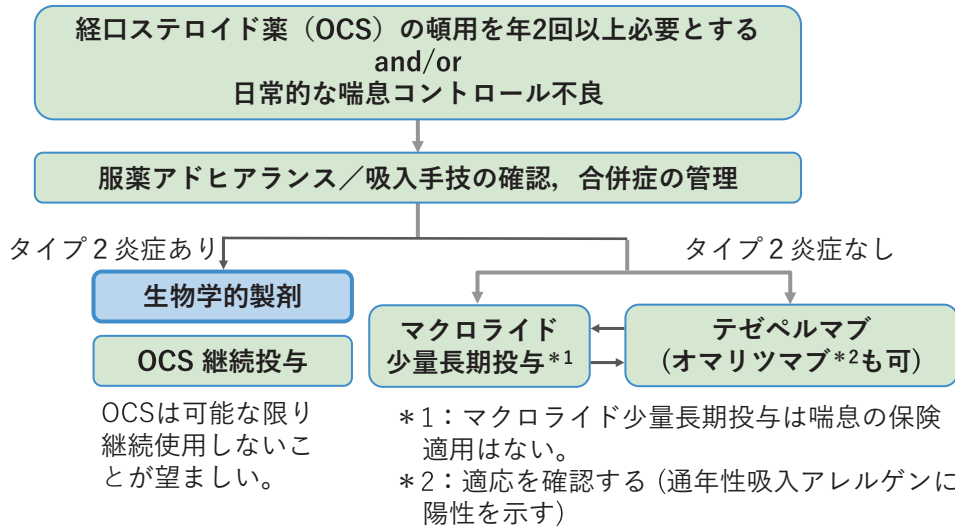 経口ステロイド薬（OCS）の頓用を年2回以上必要とする
and/or
日常的な喘息コントロール不良
服薬アドヒアランス／吸入手技の確認，合併症の管理
タイプ２炎症あり
タイプ２炎症なし
生物学的製剤
OCS 継続投与
OCSは可能な限り
継続使用しないこ
とが望ましい。
マクロライド
少量長期投与*1
テゼペルマブ
(オマリツマブ*2も可)
＊1：マクロライド少量長期投与は喘息の保険
適用はない。
＊2：適応を確認する (通年性吸入アレルゲンに
陽性を示す)